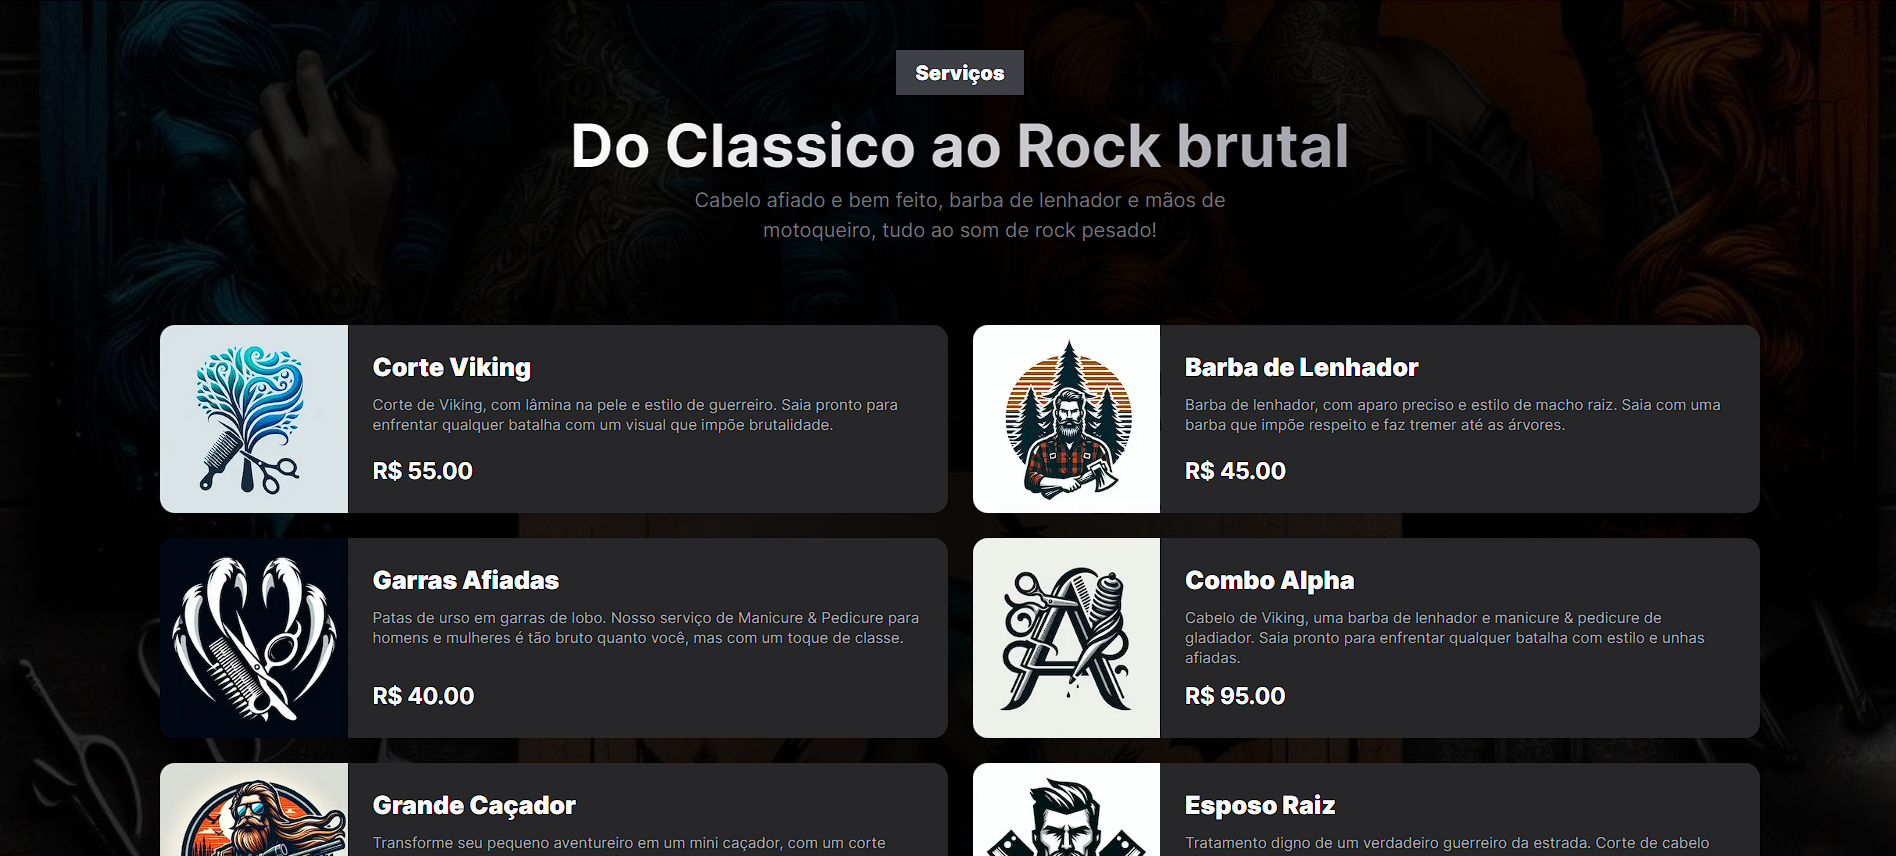 Serviços
Do Classico ao Rock brutal
Cabelo afiado e bem feito, barba de lenhador e mãos de
motoqueiro, tudo ao som de rock pesado!
Corte Viking
Corte de Viking, com lâmina na pele e estilo de guerreiro. Saia pronto para
enfrentar qualquer batalha com um visual que impõe brutalidade.
R$ 55.00
Barba de Lenhador
Barba de lenhador, com aparo preciso e estilo de macho raiz. Saia com uma
barba que impõe respeito e faz tremer até as árvores.
R$ 45.00
Garras Afiadas
Patas de urso em garras de lobo. Nosso serviço de Manicure & Pedicure para
homens e mulheres é tão bruto quanto você, mas com um toque de classe.
R$ 40.00
Combo Alpha
Cabelo de Viking, uma barba de lenhador e manicure & pedicure de
gladiador. Saia pronto para enfrentar qualquer batalha com estilo e unhas
afiadas.
R$ 95.00
Grande Caçador
Transforme seu pequeno aventureiro em um mini caçador, com um corte
Esposo Raiz
Tratamento digno de um verdadeiro guerreiro da estrada. Corte de cabelo